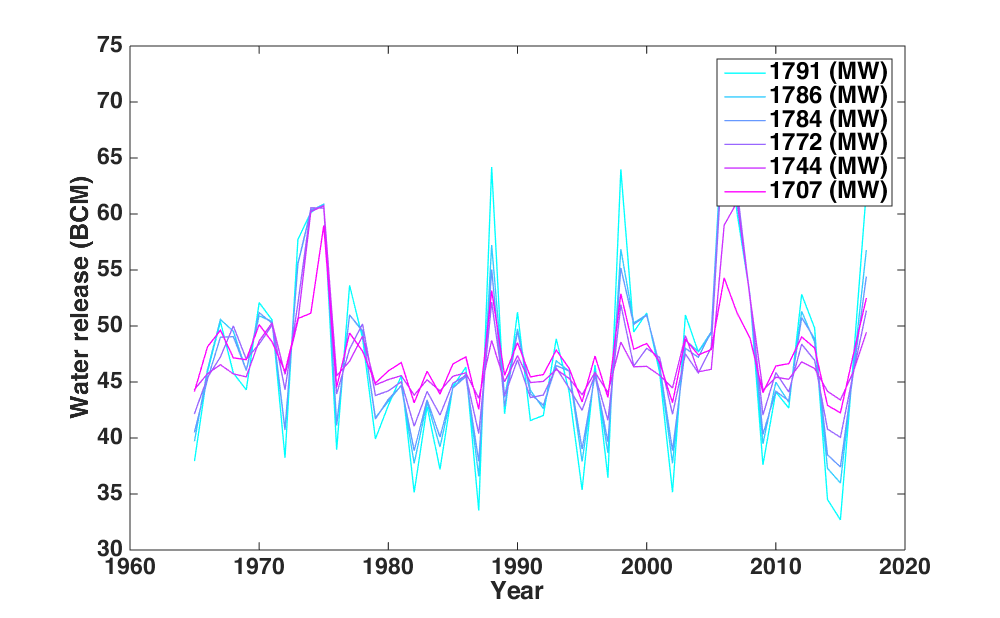 75
70
65
60
55
50
45
40
35
30
1960
1970
1980
1990
2000
2010
2020
Water release (BCM)
Year
1791 (MW)
1786 (MW)
1784 (MW)
1772 (MW)
1744 (MW)
1707 (MW)